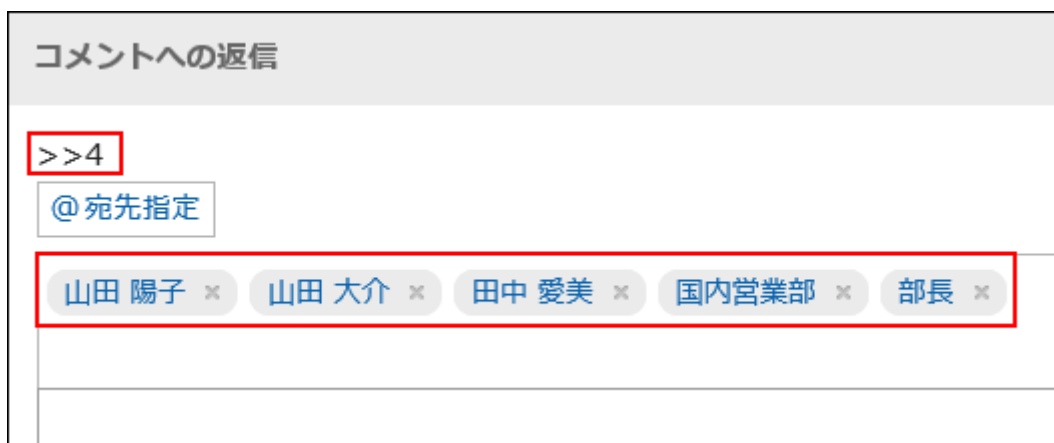 コメントへの返信
>>4
@宛先指定
山田 陽子 × 山田 大介 × 田中 愛美 × 国内営業部 × 部長 ×